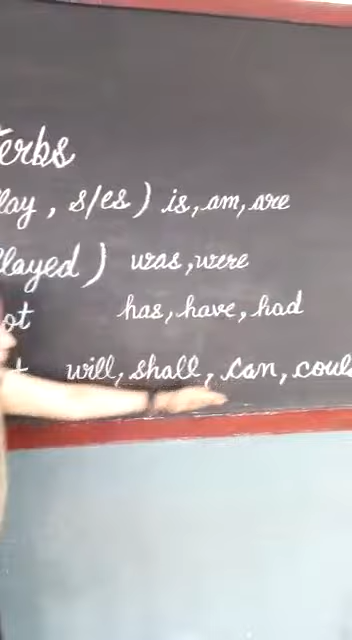 erbs
lay, s/es) is, am, are
layed) was, were
ot has, have, had
t will, shall, can, coul